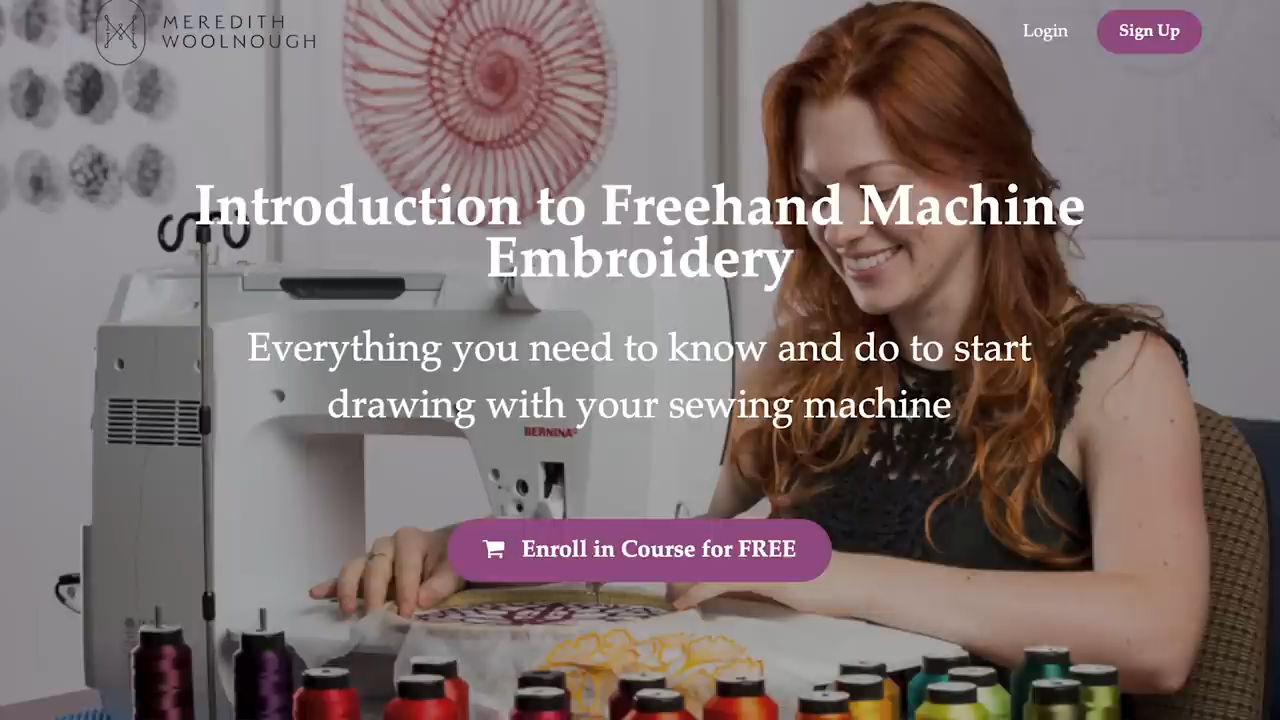 MEREDITH
WOOLNOUGH
Login
Sign Up
Introduction to Freehand Machine
Embroidery
Everything you need to know and do to start
drawing with your sewing machine
BERNINA
Enroll in Course for FREE